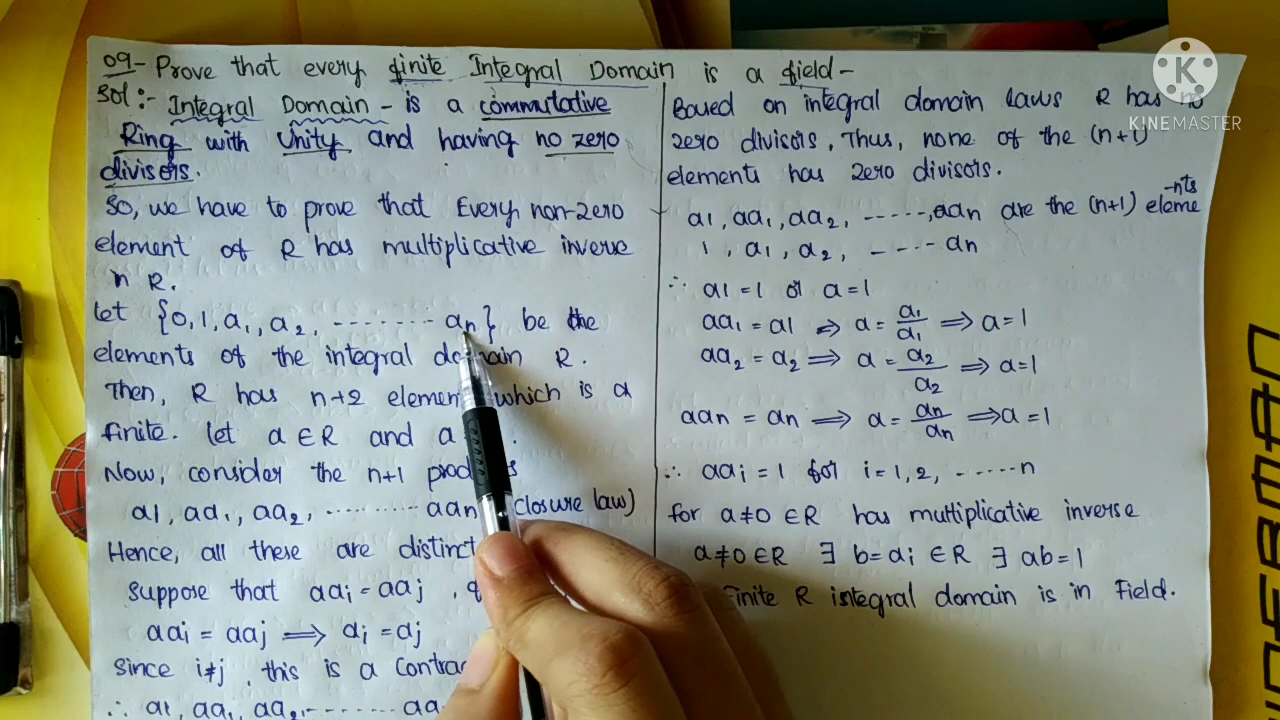 09- Prove that every finite Integral Domain is a field-
Sol:- Integral Domain - is a commutative
Ring with Unity and having no zero
divisors.
So, we have to prove that Every non-zero
element of R has multiplicative inverse
n R.
Let {0, 1, a1, a2, -------- an} be the
elements of the integral domain R.
Then, R has n+2 elemen which is a
finite. Let a ∈ R and a .
Now, consider the n+1 prod s
a1, aa1, aa2, ---------- aan (closure law)
Hence, all these are distinct
Suppose that aai = aaj ,
aai = aaj ⟹ ai = aj
Since i≠j, this is a contra
∴ a1, aa1, aa2, ------- aa
Based on integral domain laws R has no
zero divisors. Thus, none of the (n+1)
elements has zero divisors.
a1, aa1, aa2, ------, aan are the (n+1) eleme
-nts
1, a1, a2, ----- an
∴ a1 = 1 or a = 1
aa1 = a1 ⟹ a = a1/a1 ⟹ a = 1
aa2 = a2 ⟹ a = a2/a2 ⟹ a = 1
aan = an ⟹ a = an/an ⟹ a = 1
∴ aai = 1 for i = 1, 2, ------ n
for a≠0 ∈ R has multiplicative inverse
a≠0 ∈ R ∃ b = ai ∈ R ∃ ab = 1
Finite R integral domain is in Field.
K
KINEMASTER